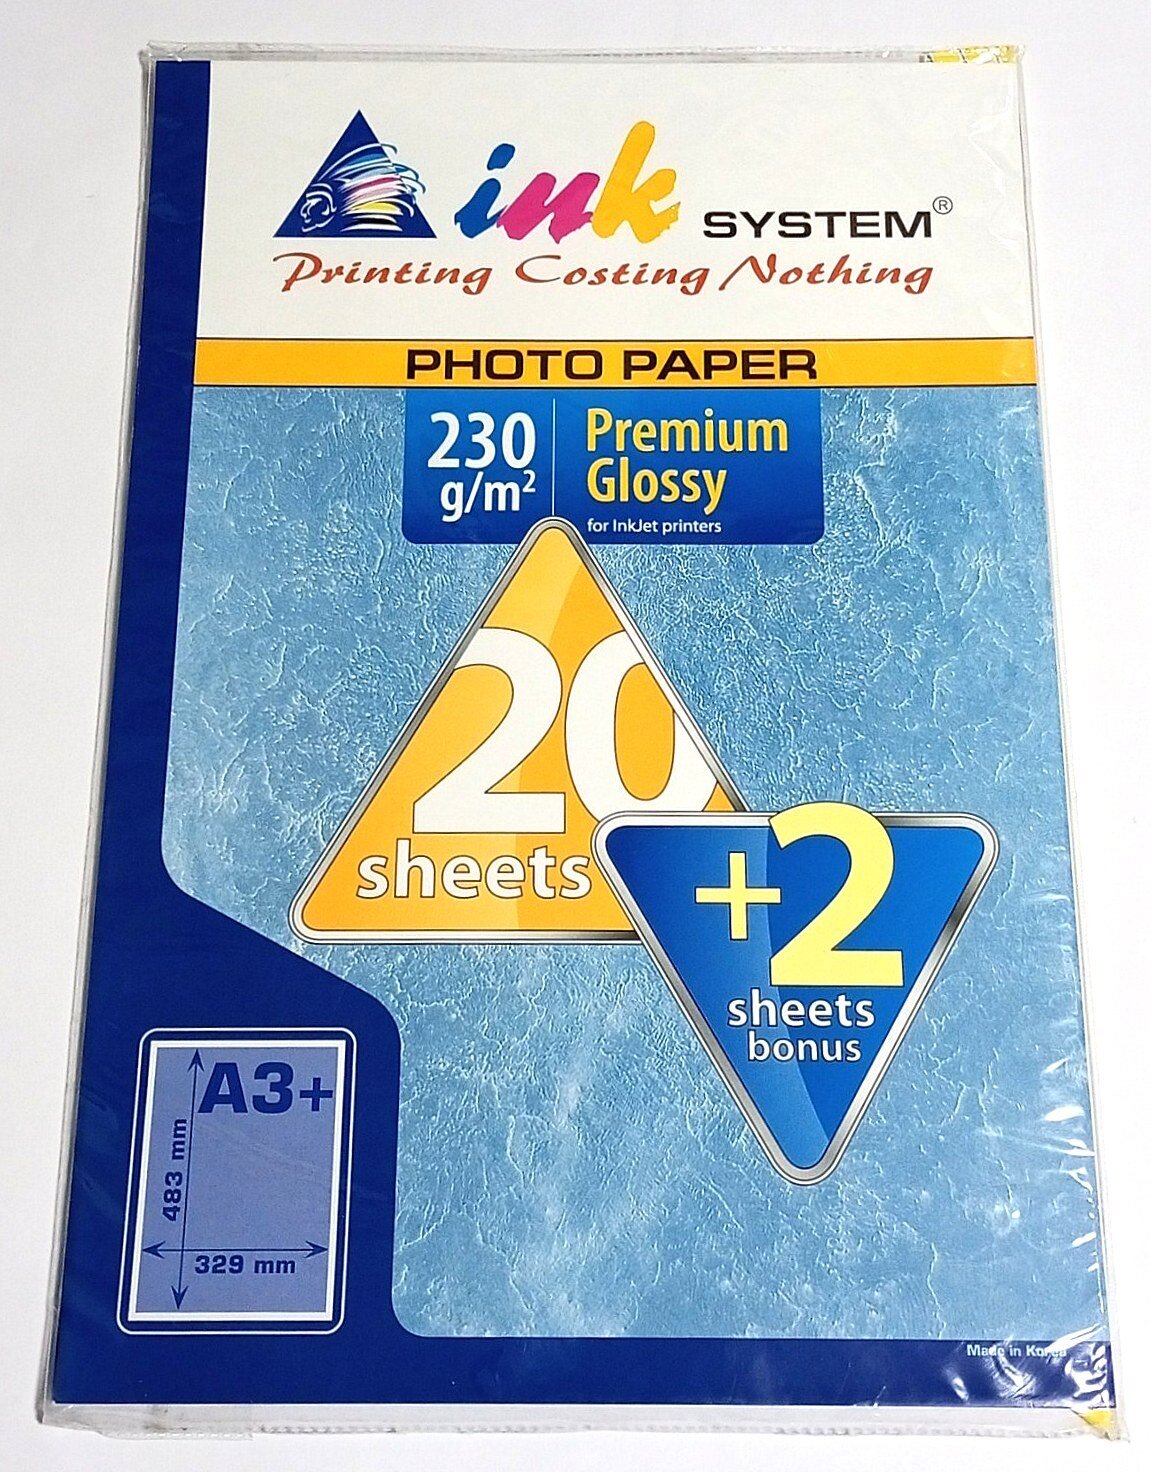 ink SYSTEM®
Printing Costing Nothing
PHOTO PAPER
230
g/m²
Premium
Glossy
for InkJet printers
20
sheets
+2
sheets
bonus
A3+
483 mm
329 mm
Made in Korea